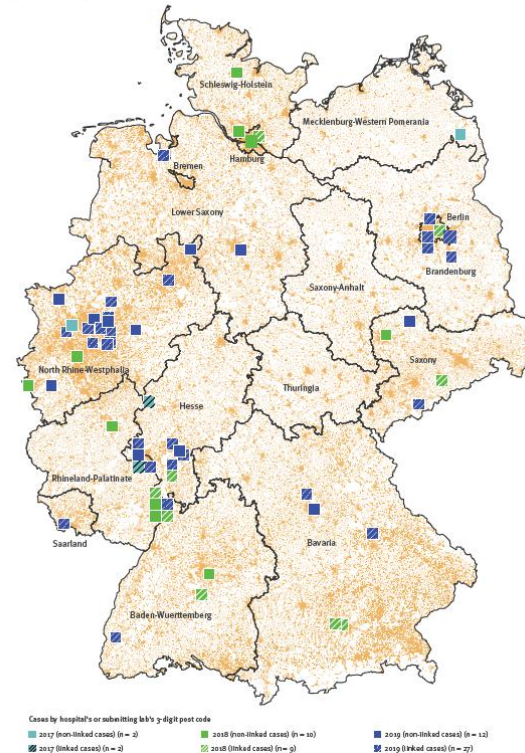 Schleswig-Holstein
Mecklenburg-Western Pomerania
Hamburg
Bremen
Lower Saxony
Berlin
Brandenburg
Saxony-Anhalt
North Rhine-Westphalia
Saxony
Thuringia
Hesse
Rhineland-Palatinate
Saarland
Bavaria
Baden-Wuerttemberg
Cases by hospital's or submitting lab's 3-digit post code
2017 (non-linked cases) (n = 2) 2018 (non-linked cases) (n = 10) 2019 (non-linked cases) (n = 12)
2017 (linked cases) (n = 2) 2018 (linked cases) (n = 9) 2019 (linked cases) (n = 27)